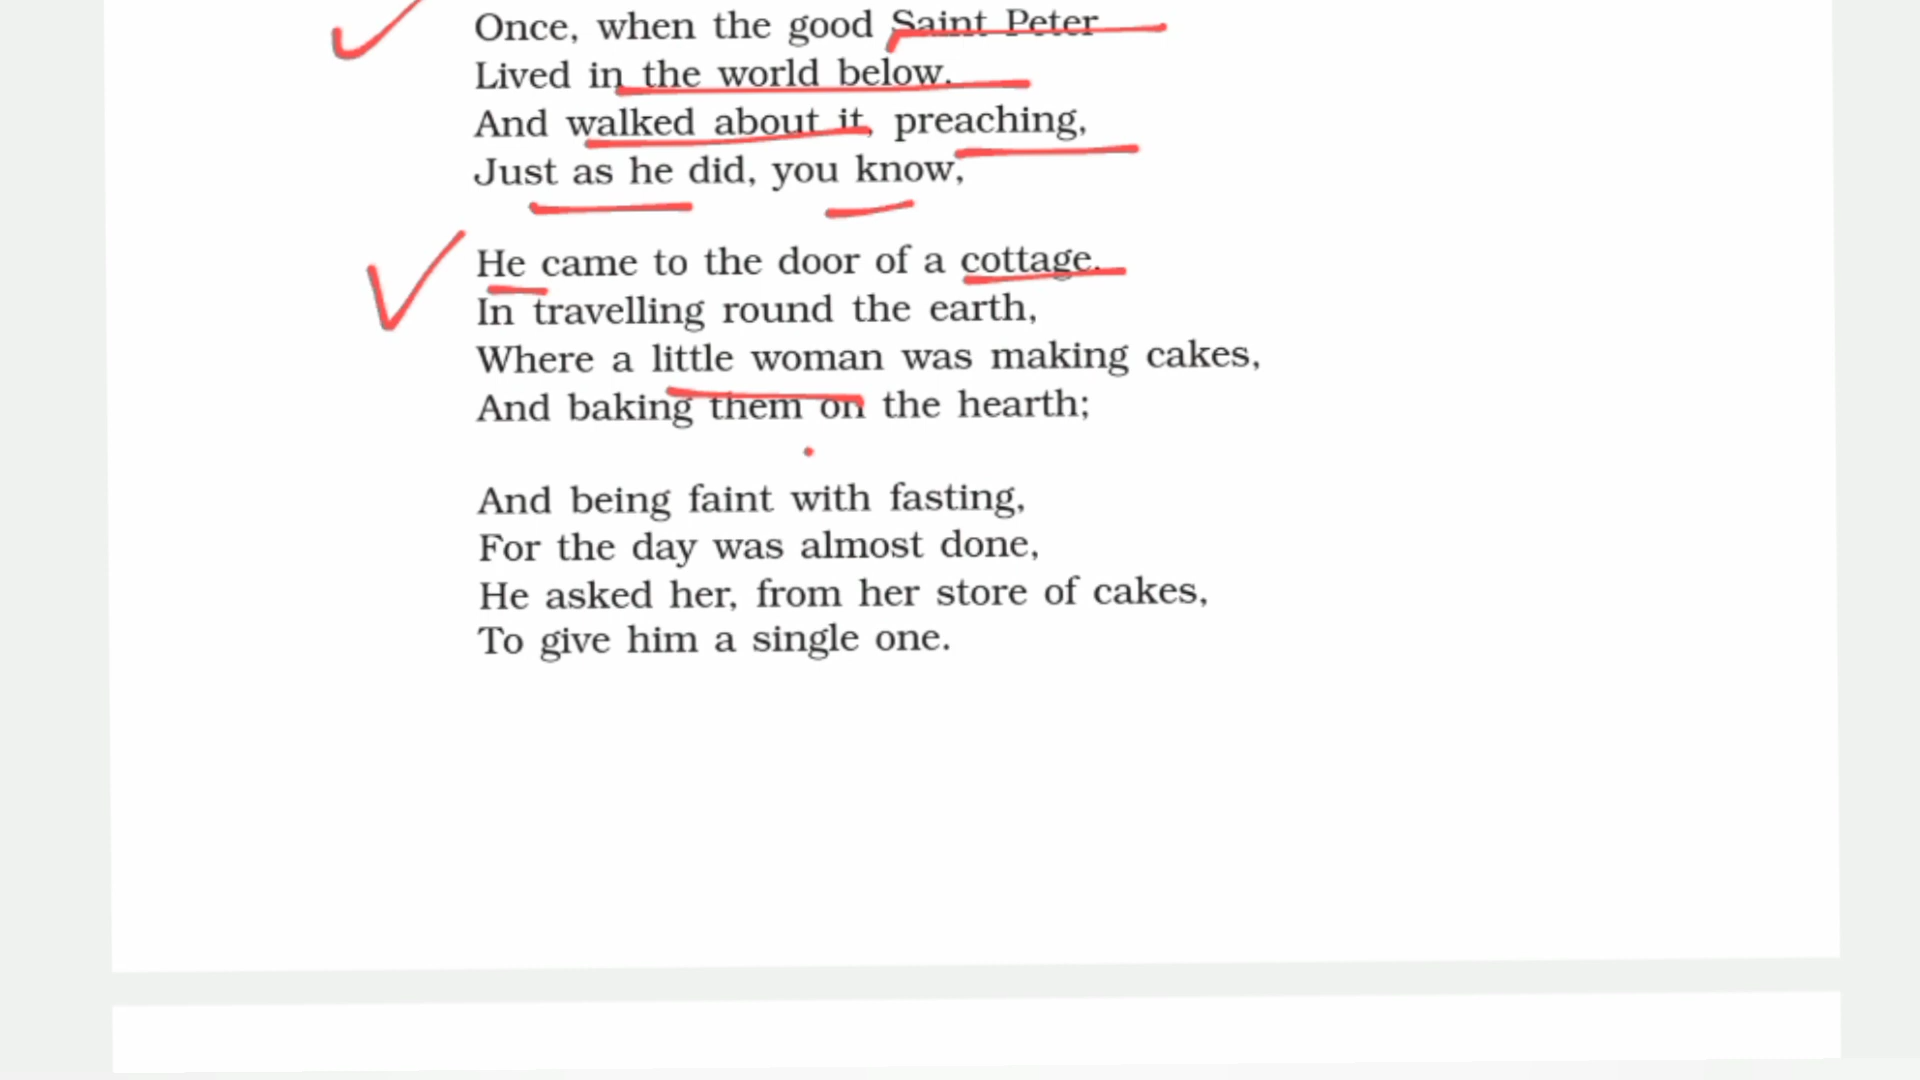 Once, when the good Saint Peter
Lived in the world below.
And walked about it, preaching,
Just as he did, you know,
He came to the door of a cottage.
In travelling round the earth,
Where a little woman was making cakes,
And baking them on the hearth;
And being faint with fasting,
For the day was almost done,
He asked her, from her store of cakes,
To give him a single one.